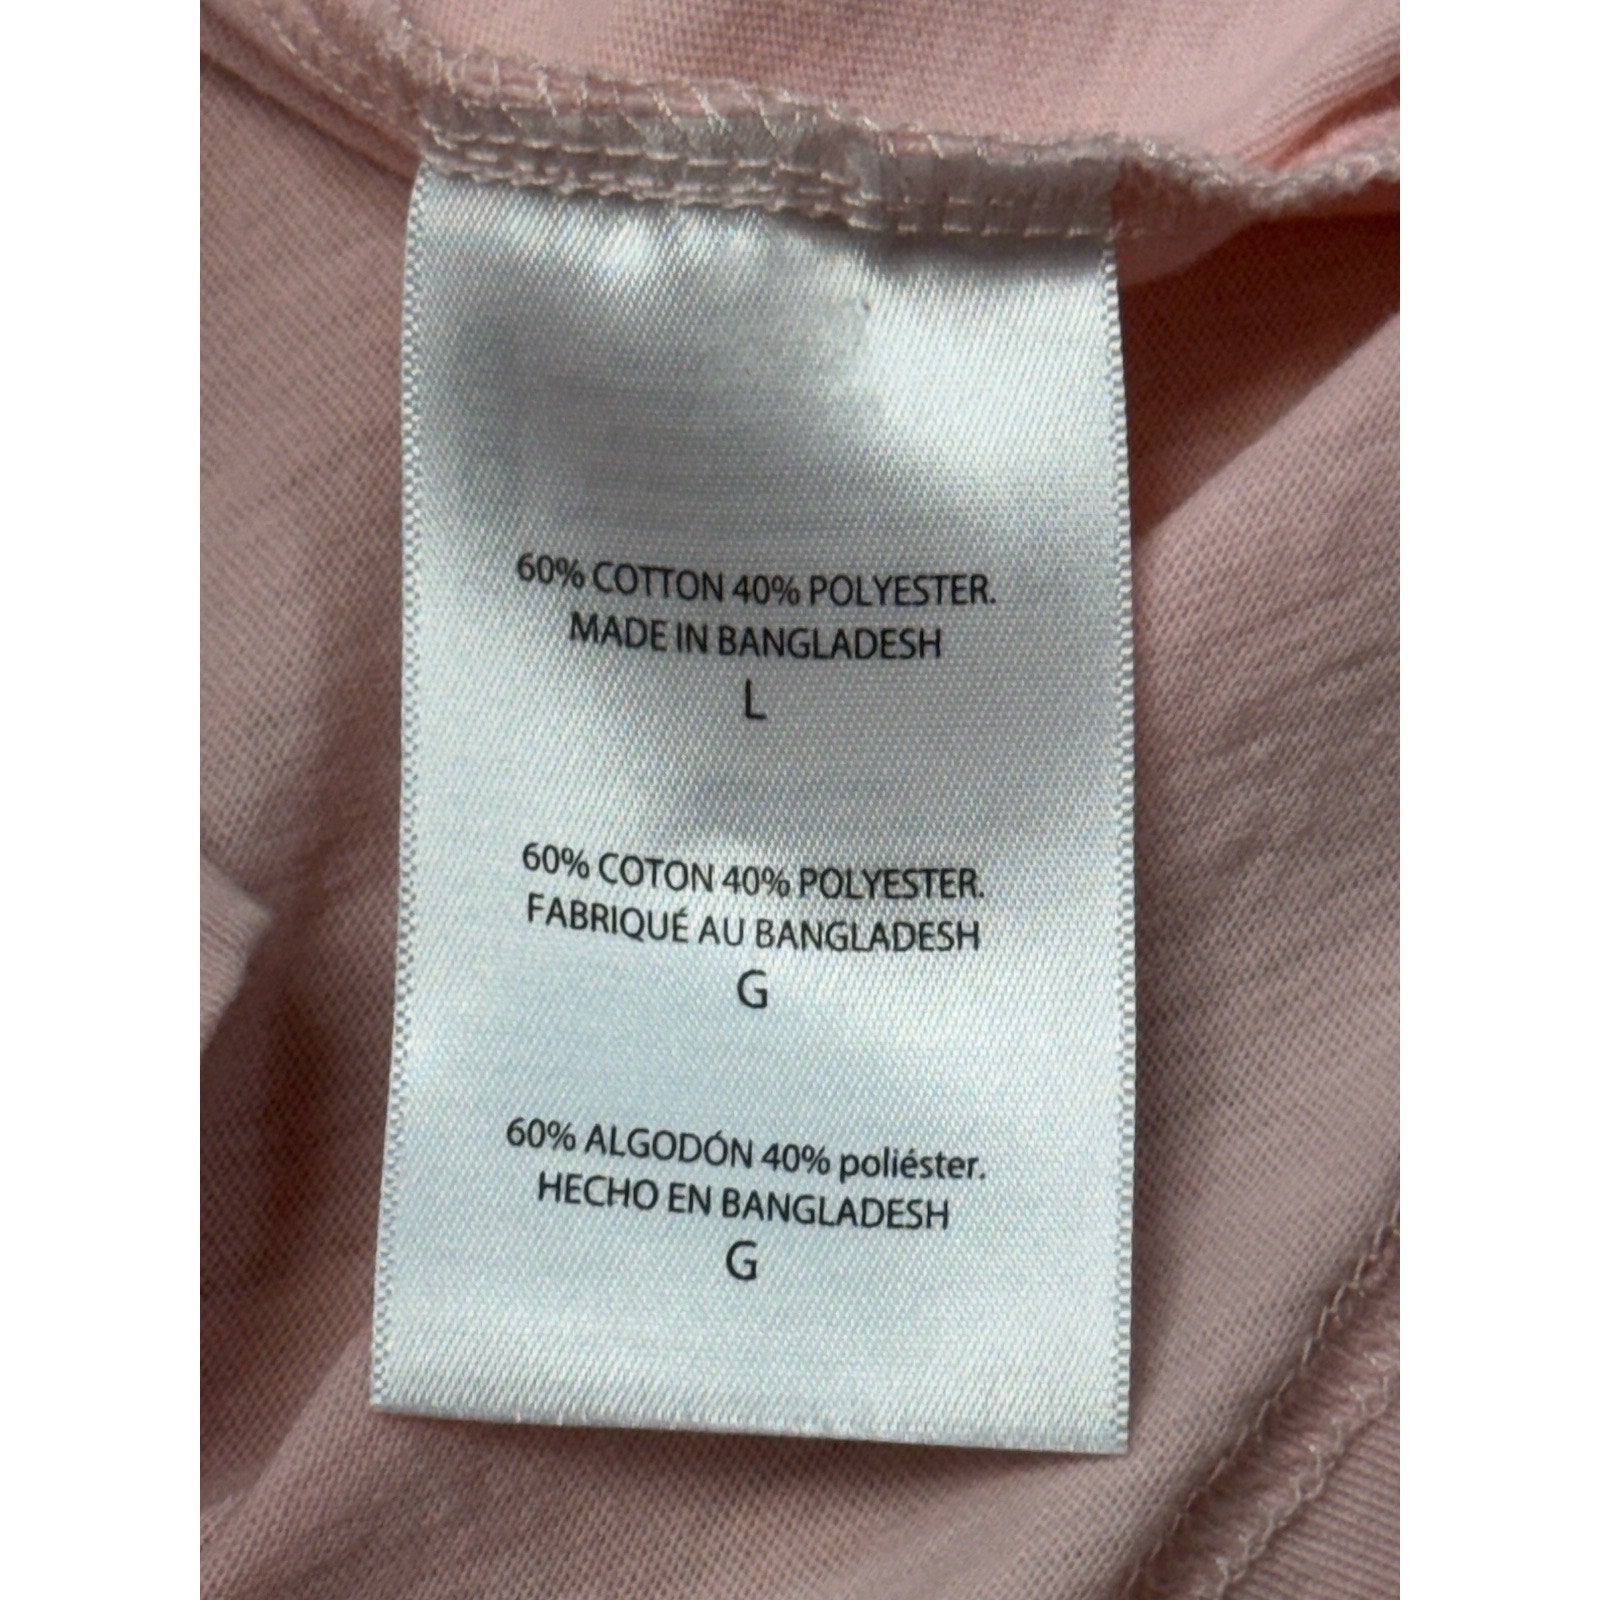 60% COTTON 40% POLYESTER.
MADE IN BANGLADESH
L
60% COTON 40% POLYESTER.
FABRIQUÉ AU BANGLADESH
G
60% ALGODÓN 40% poliéster.
HECHO EN BANGLADESH
G